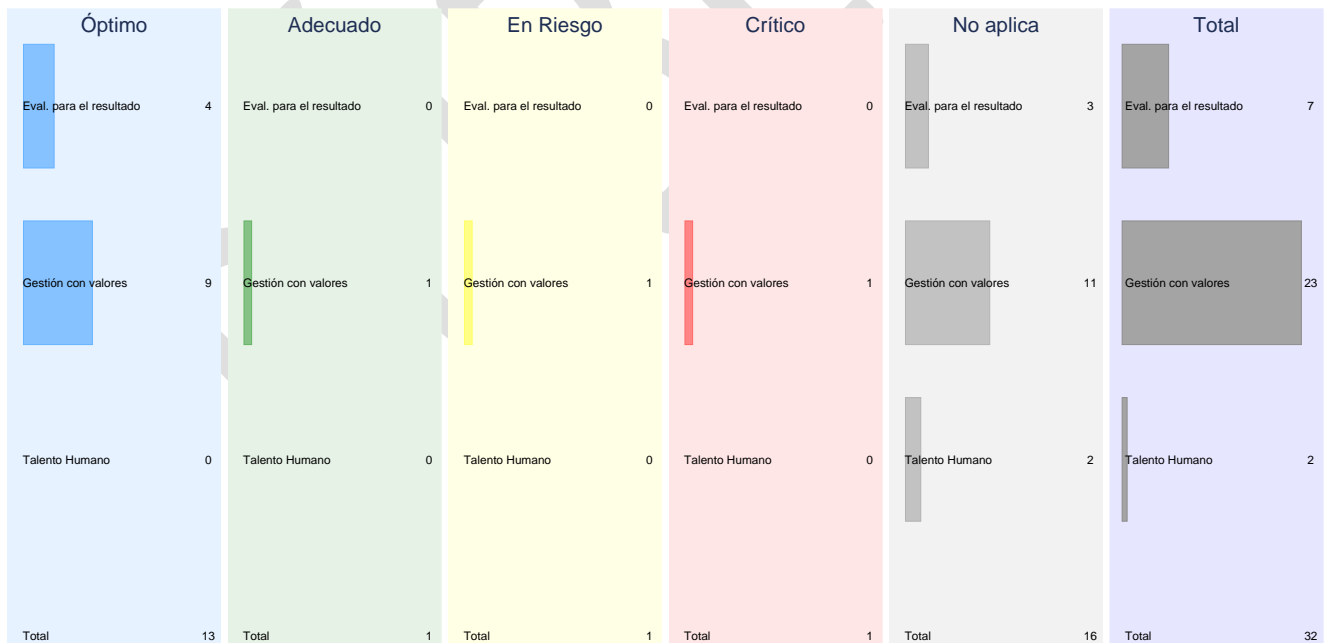 Óptimo Adecuado En Riesgo Crítico No aplica Total
Eval. para el resultado 4 Eval. para el resultado 0 Eval. para el resultado 0 Eval. para el resultado 0 Eval. para el resultado 3 Eval. para el resultado 7
Gestión con valores 9 Gestión con valores 1 Gestión con valores 1 Gestión con valores 1 Gestión con valores 11 Gestión con valores 23
Talento Humano 0 Talento Humano 0 Talento Humano 0 Talento Humano 0 Talento Humano 2 Talento Humano 2
Total 13 Total 1 Total 1 Total 1 Total 16 Total 32